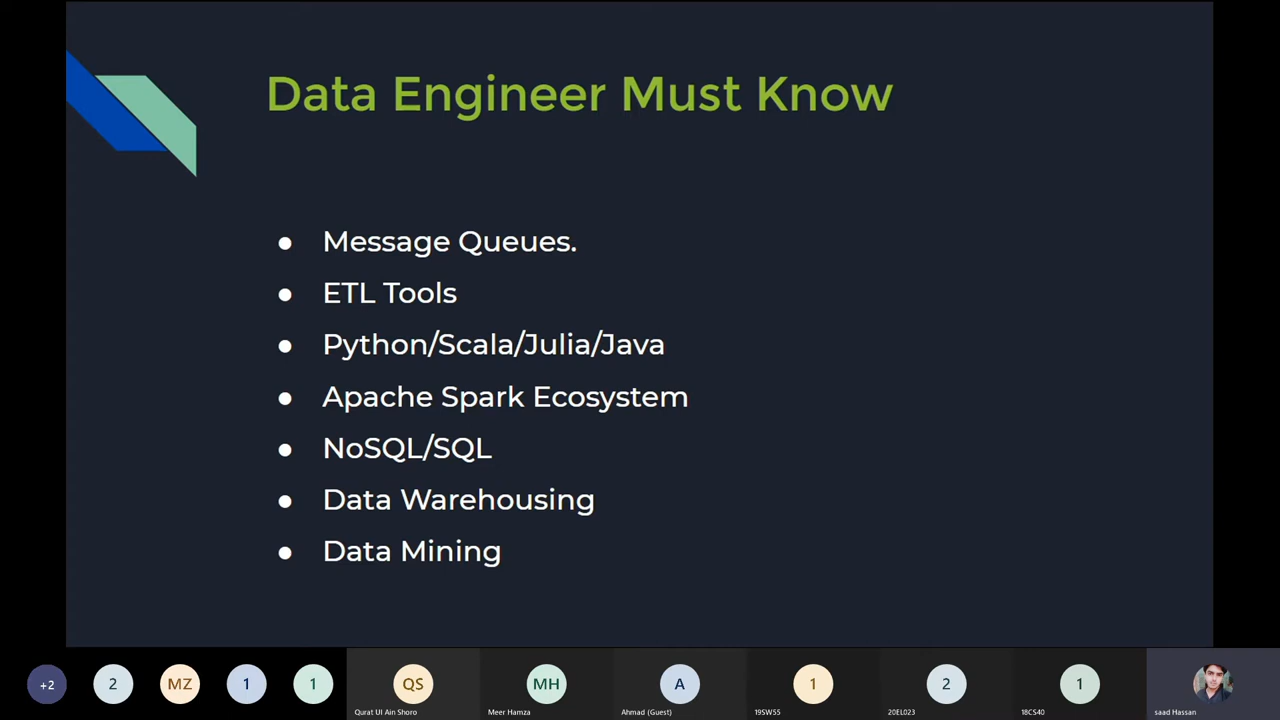 Data Engineer Must Know
● Message Queues.
● ETL Tools
● Python/Scala/Julia/Java
● Apache Spark Ecosystem
● NoSQL/SQL
● Data Warehousing
● Data Mining
+2 2 MZ 1 1 QS MH A 1 2 1
Qurat Ul Ain Shoro Meer Hamza Ahmad (Guest) 19SW55 20EL023 18CS40 saad Hassan